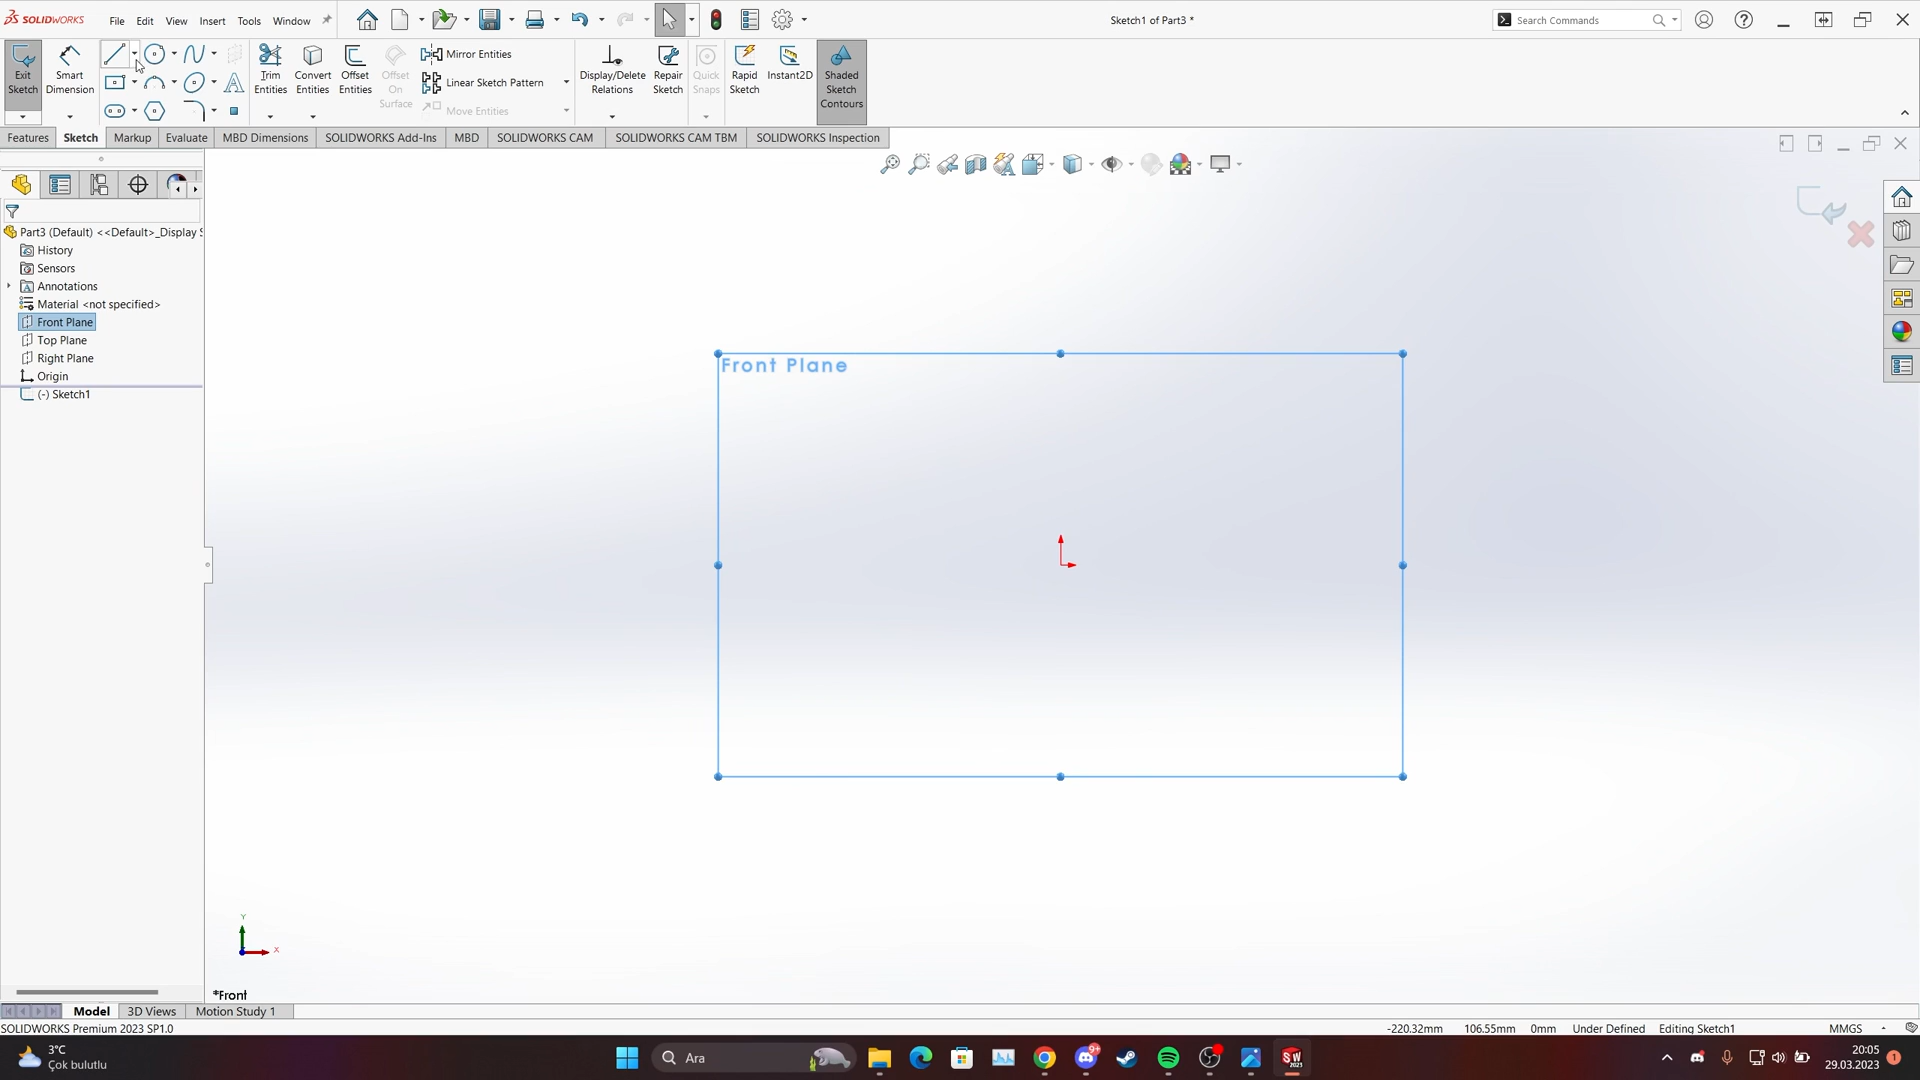 SOLIDWORKS File Edit View Insert Tools Window
Sketch1 of Part3 *
Search Commands
Exit Sketch
Smart Dimension
Trim Entities
Convert Entities
Offset Entities
Offset On Surface
Mirror Entities
Linear Sketch Pattern
Move Entities
Display/Delete Relations
Repair Sketch
Quick Snaps
Rapid Sketch
Instant2D
Shaded Sketch Contours
Features Sketch Markup Evaluate MBD Dimensions SOLIDWORKS Add-Ins MBD SOLIDWORKS CAM SOLIDWORKS CAM TBM SOLIDWORKS Inspection
Part3 (Default) <<Default>_Display S
History
Sensors
Annotations
Material <not specified>
Front Plane
Top Plane
Right Plane
Origin
(-) Sketch1
Front Plane
Y
X
*Front
Model 3D Views Motion Study 1
SOLIDWORKS Premium 2023 SP1.0
-220.32mm 106.55mm 0mm Under Defined Editing Sketch1 MMGS
3°C
Çok bulutlu
Ara
9+
SW
2023
20:05
29.03.2023
1